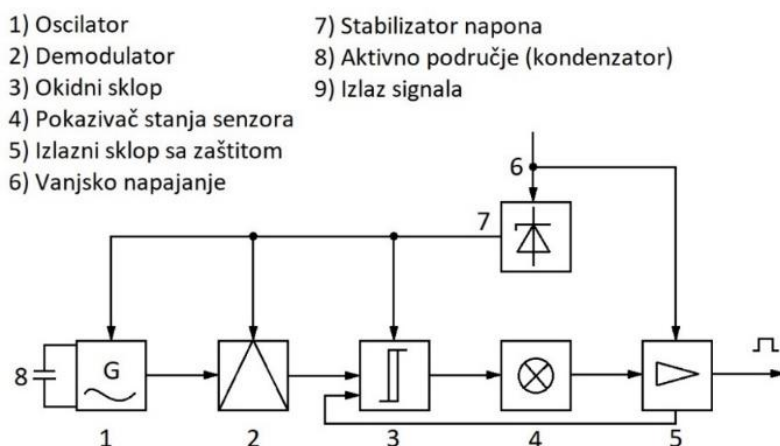 1) Oscilator
2) Demodulator
3) Okidni sklop
4) Pokazivač stanja senzora
5) Izlazni sklop sa zaštitom
6) Vanjsko napajanje
7) Stabilizator napona
8) Aktivno područje (kondenzator)
9) Izlaz signala
6
7
8
G
1
2
3
4
5